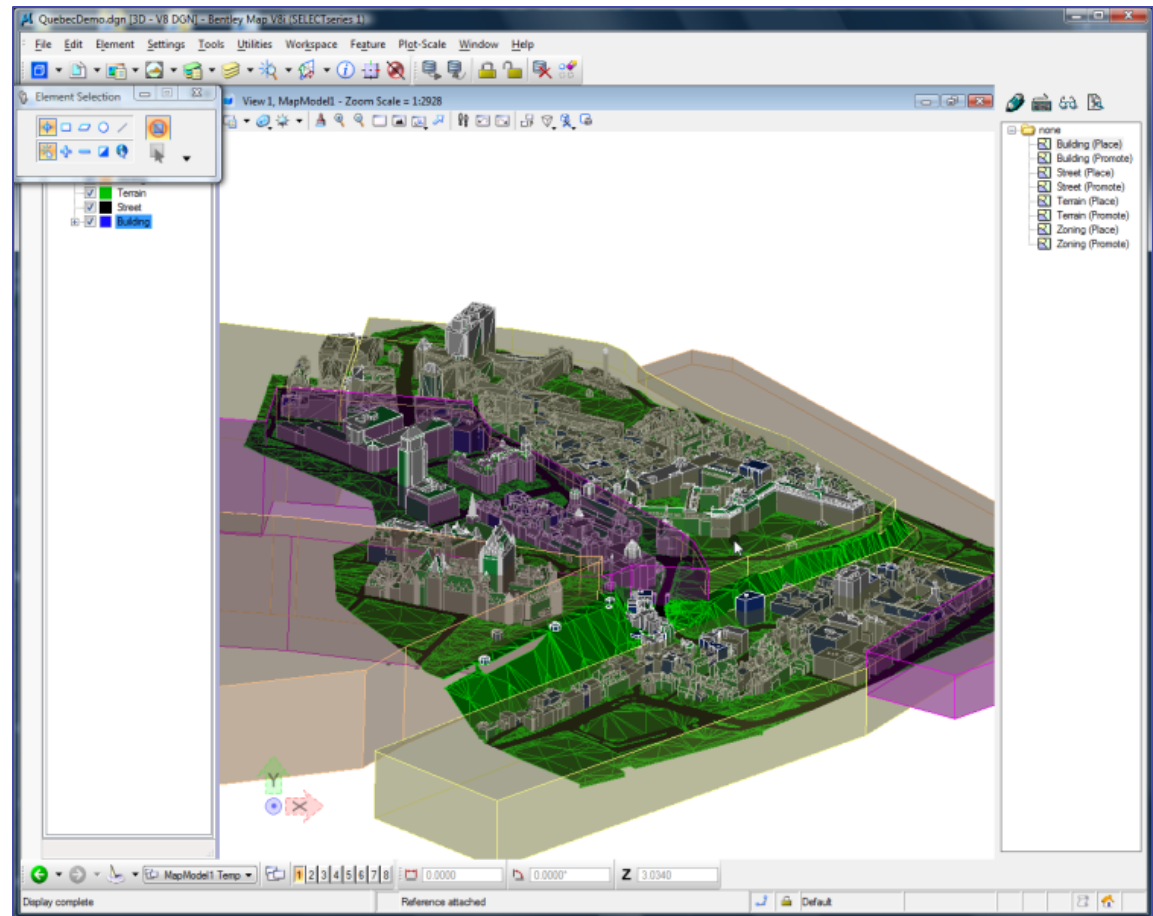 QuebecDemo.dgn [3D - V8 DGN] - Bentley Map V8i (SELECTseries 1)
File Edit Element Settings Tools Utilities Workspace Feature Plot-Scale Window Help
Element Selection
View 1, MapModel1 - Zoom Scale = 1:2928
none
Building (Place)
Building (Promote)
Street (Place)
Street (Promote)
Terrain (Place)
Terrain (Promote)
Zoning (Place)
Zoning (Promote)
Terrain
Street
Building
Y
X
MapModel1 Temp
1 2 3 4 5 6 7 8
0.0000
0.0000°
Z 3.0340
Display complete
Reference attached
Default